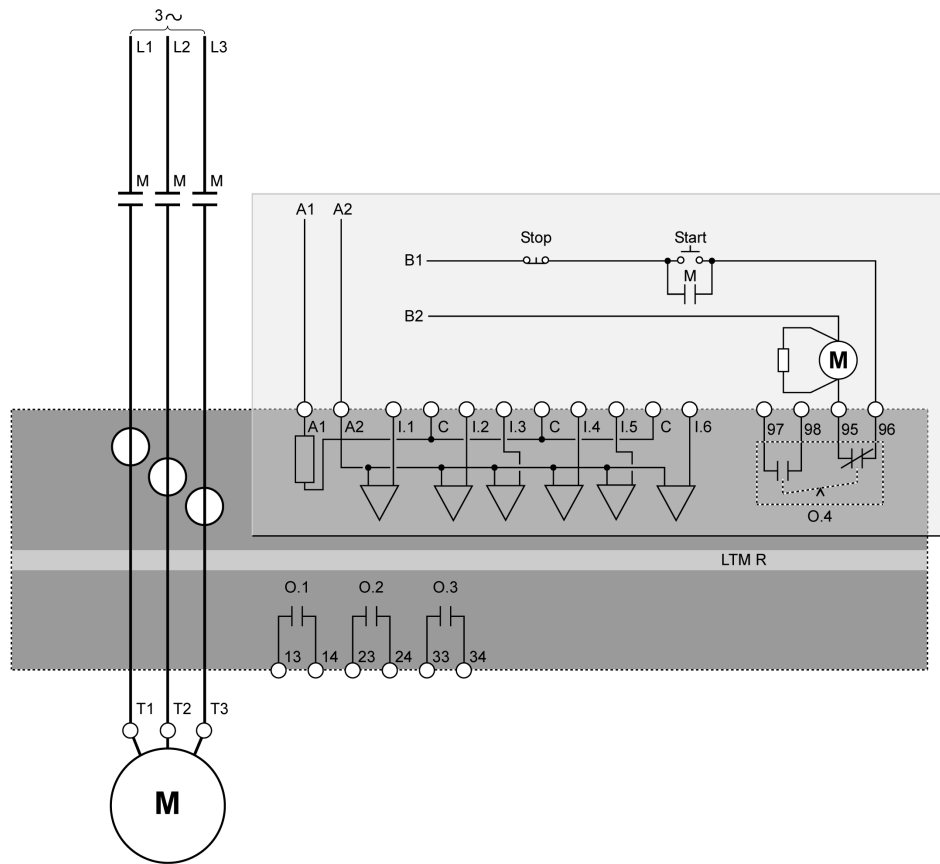 3~
L1 L2 L3
M M M
A1 A2
Stop Start
B1
M
B2
M
A1 A2 I.1 C I.2 I.3 C I.4 I.5 C I.6 97 98 95 96
O.4
LTM R
O.1 O.2 O.3
13 14 23 24 33 34
T1 T2 T3
M